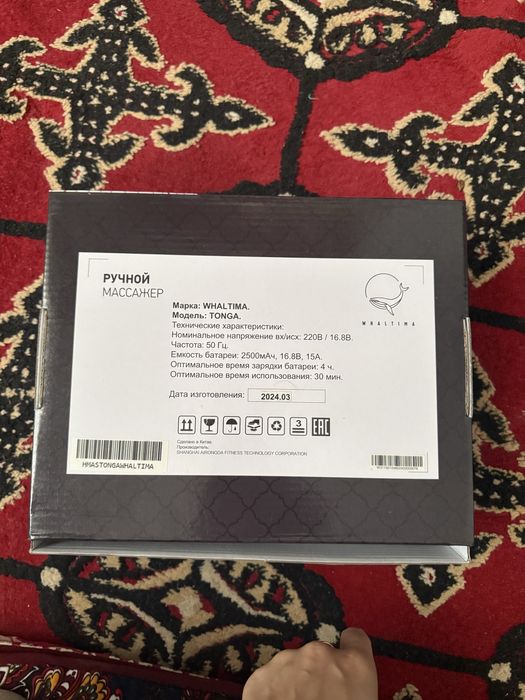 РУЧНОЙ
МАССАЖЕР
WHALTIMA
Марка: WHALTIMA.
Модель: TONGA.
Технические характеристики:
Номинальное напряжение вх/исх: 220В / 16.8В.
Частота: 50 Гц.
Емкость батареи: 2500мАч, 16.8В, 15А.
Оптимальное время зарядки батареи: 4 ч.
Оптимальное время использования: 30 мин.
Дата изготовления: 2024.03
3
EAC
Сделано в Китае.
Производитель:
SHANGHAI AIRONGDA FITNESS TECHNOLOGY CORPORATION
HMASTONGAWHALTIMA